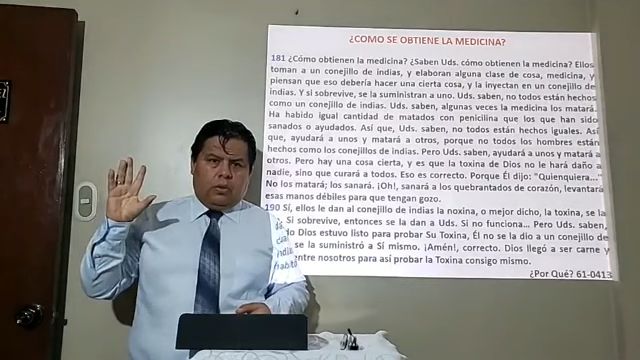 ¿COMO SE OBTIENE LA MEDICINA?
181 ¿Cómo obtienen la medicina? ¿Saben Uds. cómo obtienen la medicina? Ellos
toman a un conejillo de indias, y elaboran alguna clase de cosa, medicina, y
piensan que eso debería hacer una cierta cosa, y la inyectan en un conejillo de
indias. Y si sobrevive, se la suministran a uno. Uds. saben, no todos están hechos
como un conejillo de indias. Uds. saben, algunas veces la medicina los matará.
Ha habido igual cantidad de matados con penicilina que los que han sido
sanados o ayudados. Así que, Uds. saben, no todos están hechos iguales. Así
que, ayudará a unos y matará a otros, porque no todos los hombres están
hechos como los conejillos de indias. Pero Uds. saben, ayudará a unos y matará a
otros. Pero hay una cosa cierta, y es que la toxina de Dios no le hará daño a
nadie, sino que curará a todos. Eso es correcto. Porque Él dijo: "Quienquiera..."
No los matará; los sanará. ¡Oh!, sanará a los quebrantados de corazón, levantará
esas manos débiles para que tengan gozo.
190 Sí, ellos le dan al conejillo de indias la noxina, o mejor dicho, la toxina, se la
Si sobrevive, entonces se la dan a Uds. Si no funciona... Pero Uds. saben,
do Dios estuvo listo para probar Su Toxina, Él no se la dio a un conejillo de
se la suministró a Sí mismo. ¡Amén!, correcto. Dios llegó a ser carne y
entre nosotros para así probar la Toxina consigo mismo.
¿Por Qué? 61-0413